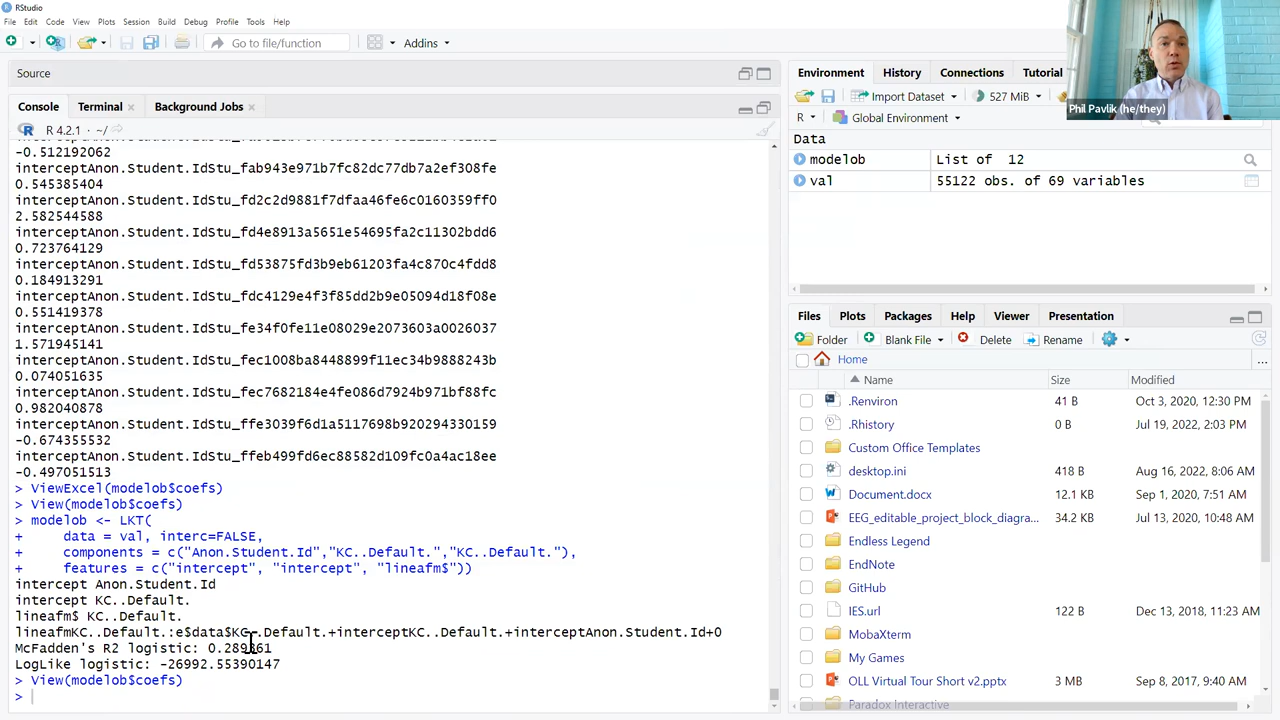 RStudio
File Edit Code View Plots Session Build Debug Profile Tools Help
Go to file/function Addins
Source
Console Terminal Background Jobs
R 4.2.1 · ~/
-0.512192062
interceptAnon.Student.IdStu_fab943e971b7fc82dc77db7a2ef308fe
0.545385404
interceptAnon.Student.IdStu_fd2c2d9881f7dfaa46fe6c0160359ff0
2.582544588
interceptAnon.Student.IdStu_fd4e8913a5651e54695fa2c11302bdd6
0.723764129
interceptAnon.Student.IdStu_fd53875fd3b9eb61203fa4c870c4fdd8
0.184913291
interceptAnon.Student.IdStu_fdc4129e4f3f85dd2b9e05094d18f08e
0.551419378
interceptAnon.Student.IdStu_fe34f0fe11e08029e2073603a0026037
1.571945141
interceptAnon.Student.IdStu_fec1008ba8448899f11ec34b9888243b
0.074051635
interceptAnon.Student.IdStu_fec7682184e4fe086d7924b971bf88fc
0.982040878
interceptAnon.Student.IdStu_ffe3039f6d1a5117698b920294330159
-0.674355532
interceptAnon.Student.IdStu_ffeb499fd6ec88582d109fc0a4ac18ee
-0.497051513
> ViewExcel(modelob$coefs)
> View(modelob$coefs)
> modelob <- LKT(
+ data = val, interc=FALSE,
+ components = c("Anon.Student.Id","KC..Default.","KC..Default."),
+ features = c("intercept", "intercept", "lineafm$"))
intercept Anon.Student.Id
intercept KC..Default.
lineafm$ KC..Default.
lineafmKC..Default.:e$data$KC..Default.+interceptKC..Default.+interceptAnon.Student.Id+0
McFadden's R2 logistic: 0.289361
LogLike logistic: -26992.55390147
> View(modelob$coefs)
>
Environment History Connections Tutorial
Import Dataset 527 MiB
R Global Environment
Data
modelob List of 12
val 55122 obs. of 69 variables
Files Plots Packages Help Viewer Presentation
Folder Blank File Delete Rename
Home
Name Size Modified
.Renviron 41 B Oct 3, 2020, 12:30 PM
.Rhistory 0 B Jul 19, 2022, 2:03 PM
Custom Office Templates
desktop.ini 418 B Aug 16, 2022, 8:06 AM
Document.docx 12.1 KB Sep 1, 2020, 7:51 AM
EEG_editable_project_block_diagra... 34.2 KB Jul 13, 2020, 10:48 AM
Endless Legend
EndNote
GitHub
IES.url 122 B Dec 13, 2018, 11:23 AM
MobaXterm
My Games
OLL Virtual Tour Short v2.pptx 3 MB Sep 8, 2017, 9:40 AM
Paradox Interactive
Phil Pavlik (he/they)